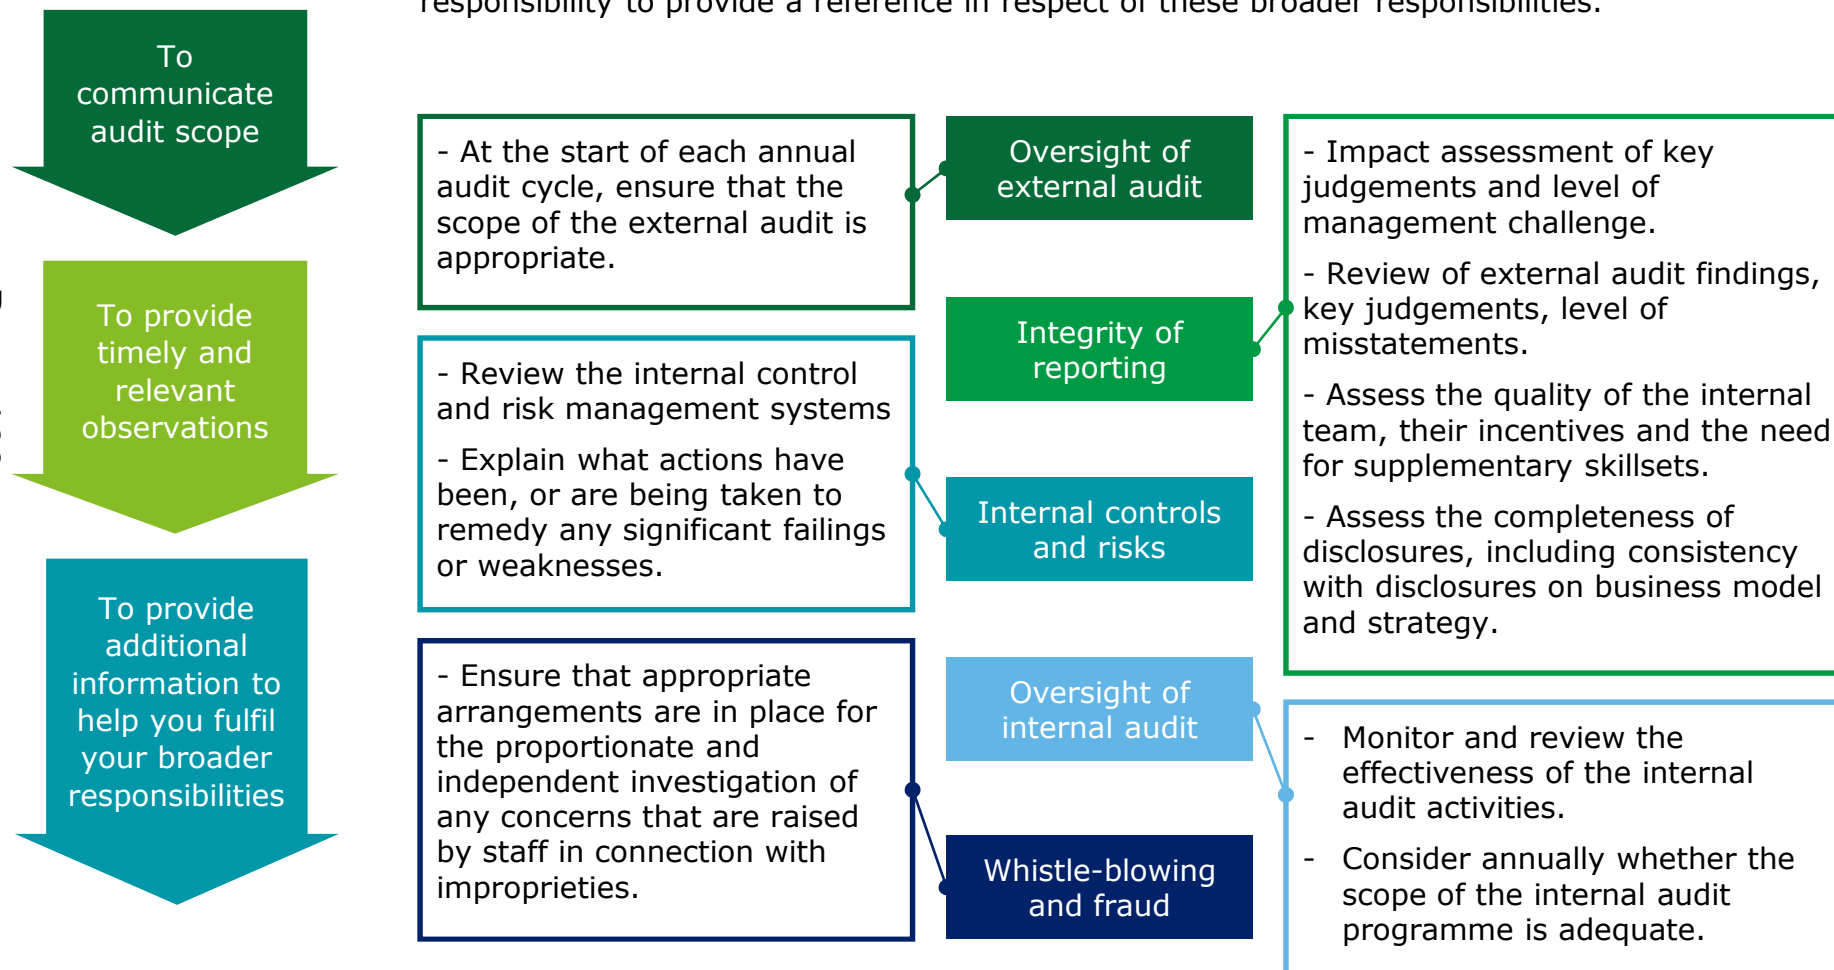 responsibility to provide a reference in respect of these broader responsibilities.
To
communicate
audit scope
To provide
timely and
relevant
observations
To provide
additional
information to
help you fulfil
your broader
responsibilities
- At the start of each annual
audit cycle, ensure that the
scope of the external audit is
appropriate.
- Review the internal control
and risk management systems
- Explain what actions have
been, or are being taken to
remedy any significant failings
or weaknesses.
- Ensure that appropriate
arrangements are in place for
the proportionate and
independent investigation of
any concerns that are raised
by staff in connection with
improprieties.
Oversight of
external audit
Integrity of
reporting
Internal controls
and risks
Oversight of
internal audit
Whistle-blowing
and fraud
- Impact assessment of key
judgements and level of
management challenge.
- Review of external audit findings,
key judgements, level of
misstatements.
- Assess the quality of the internal
team, their incentives and the need
for supplementary skillsets.
- Assess the completeness of
disclosures, including consistency
with disclosures on business model
and strategy.
- Monitor and review the
effectiveness of the internal
audit activities.
- Consider annually whether the
scope of the internal audit
programme is adequate.